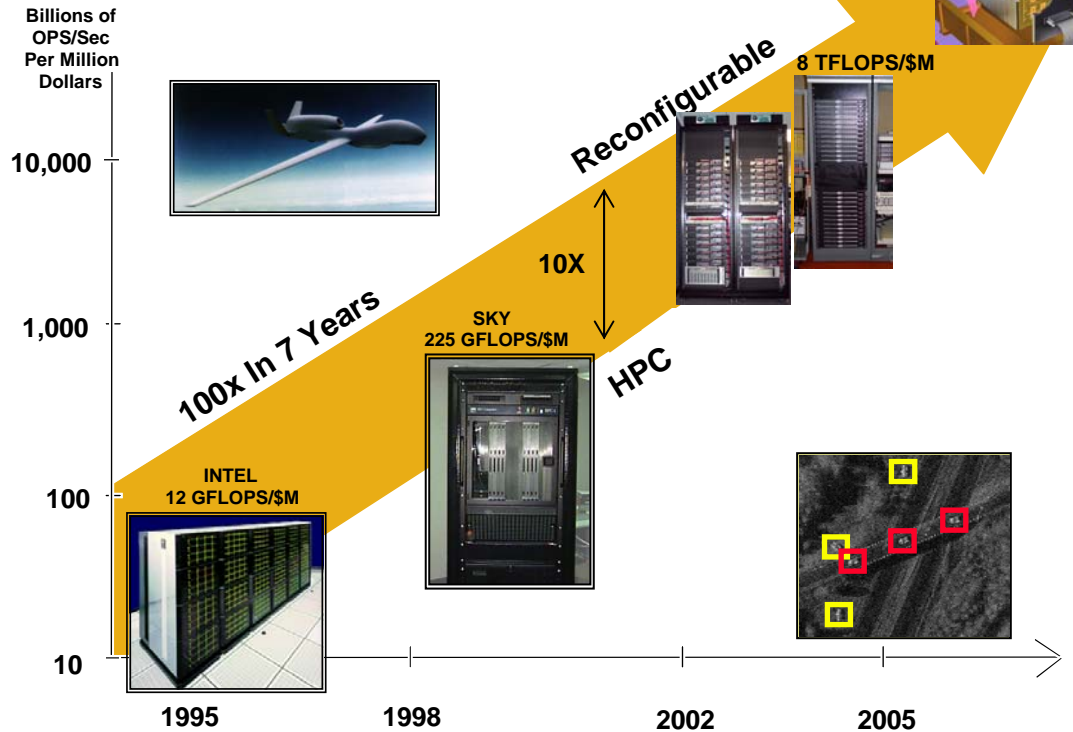 Billions of
OPS/Sec
Per Million
Dollars
8 TFLOPS/$M
Reconfigurable
10,000
10X
1,000
SKY
225 GFLOPS/$M
100x In 7 Years
HPC
INTEL
12 GFLOPS/$M
100
10
1995
1998
2002
2005